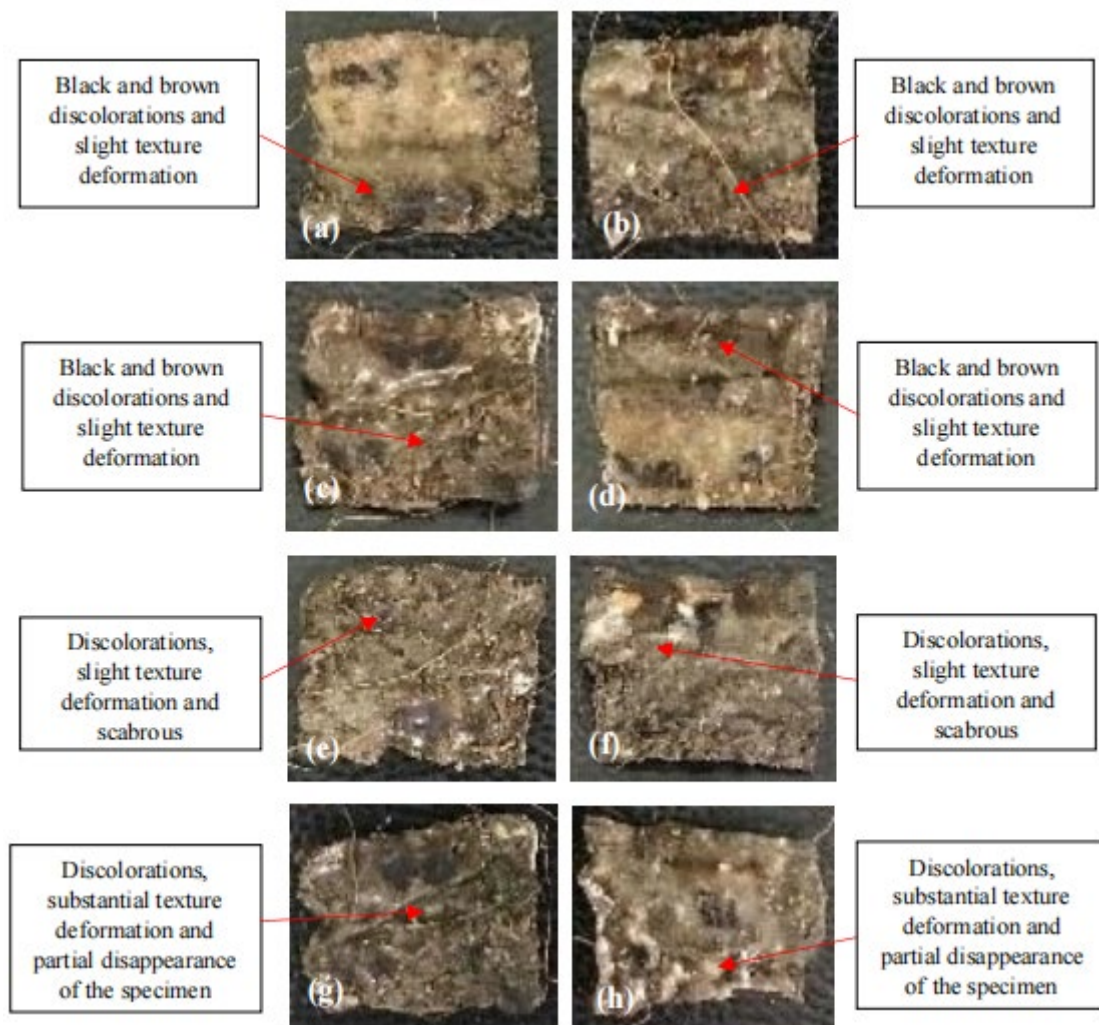 Black and brown
discolorations and
slight texture
deformation
(a)
(b)
Black and brown
discolorations and
slight texture
deformation
Black and brown
discolorations and
slight texture
deformation
(c)
(d)
Black and brown
discolorations and
slight texture
deformation
Discolorations,
slight texture
deformation and
scabrous
(e)
(f)
Discolorations,
slight texture
deformation and
scabrous
Discolorations,
substantial texture
deformation and
partial disappearance
of the specimen
(g)
(h)
Discolorations,
substantial texture
deformation and
partial disappearance
of the specimen